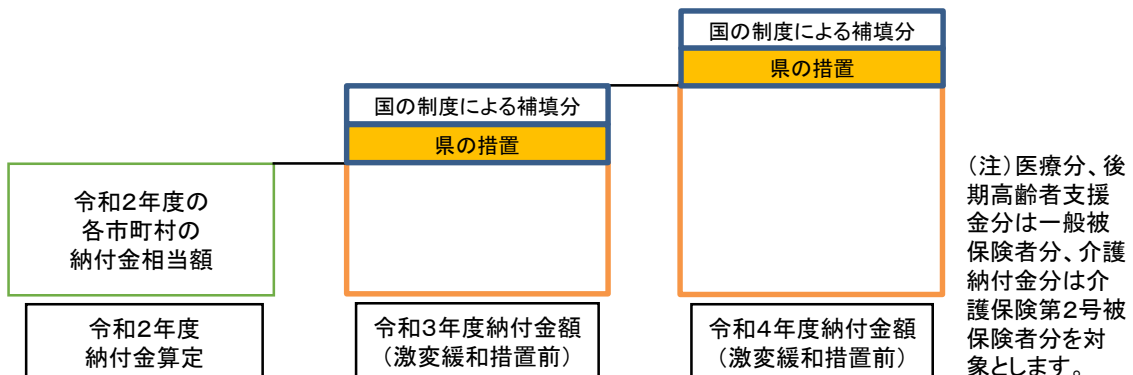 国の制度による補填分
県の措置
国の制度による補填分
県の措置
令和2年度の
各市町村の
納付金相当額
令和2年度
納付金算定
令和3年度納付金額
(激変緩和措置前)
令和4年度納付金額
(激変緩和措置前)
(注)医療分、後
期高齢者支援
金分は一般被
保険者分、介護
納付金分は介
護保険第2号被
保険者分を対
象とします。